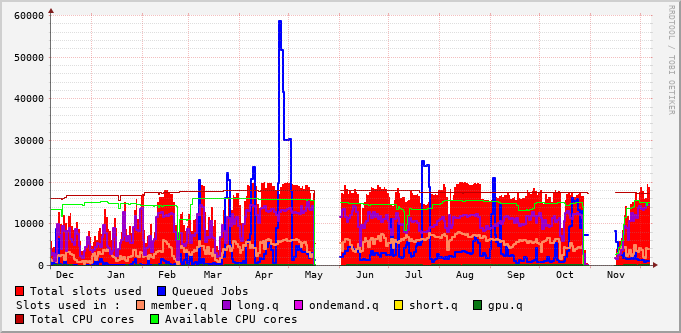 60000
50000
40000
30000
20000
10000
0
Dec Jan Feb Mar Apr May Jun Jul Aug Sep Oct Nov
Total slots used Queued Jobs
Slots used in : member.q long.q ondemand.q short.q gpu.q
Total CPU cores Available CPU cores
RRDTOOL / TOBI OETIKER